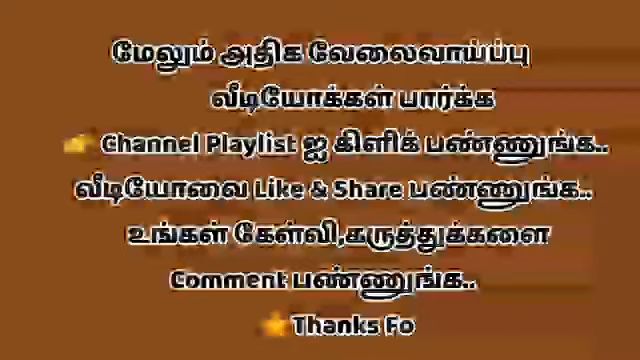 மேலும் அதிக வேலைவாய்ப்பு
வீடியோக்கள் பார்க்க
👉 Channel Playlist ஐ கிளிக் பண்ணுங்க..
வீடியோவை Like & Share பண்ணுங்க..
உங்கள் கேள்வி,கருத்துக்களை
Comment பண்ணுங்க..
⭐Thanks Fo